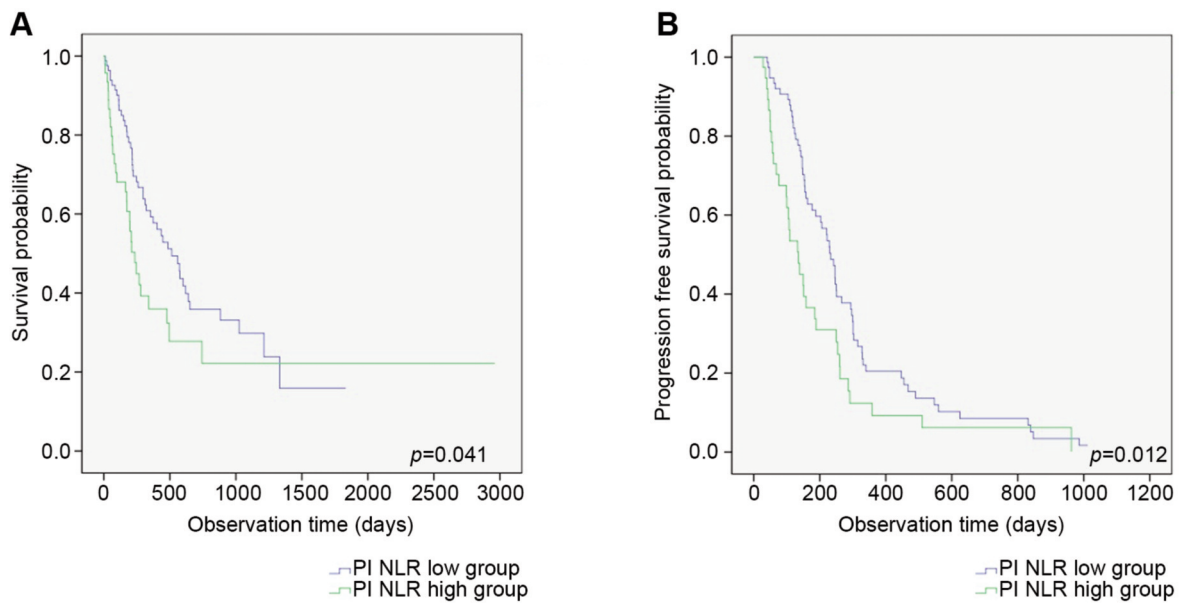 A
Survival probability
1.0
0.8
0.6
0.4
0.2
0.0
p=0.041
0 500 1000 1500 2000 2500 3000
Observation time (days)
PI NLR low group
PI NLR high group
B
Progression free survival probability
1.0
0.8
0.6
0.4
0.2
0.0
p=0.012
0 200 400 600 800 1000 1200
Observation time (days)
PI NLR low group
PI NLR high group